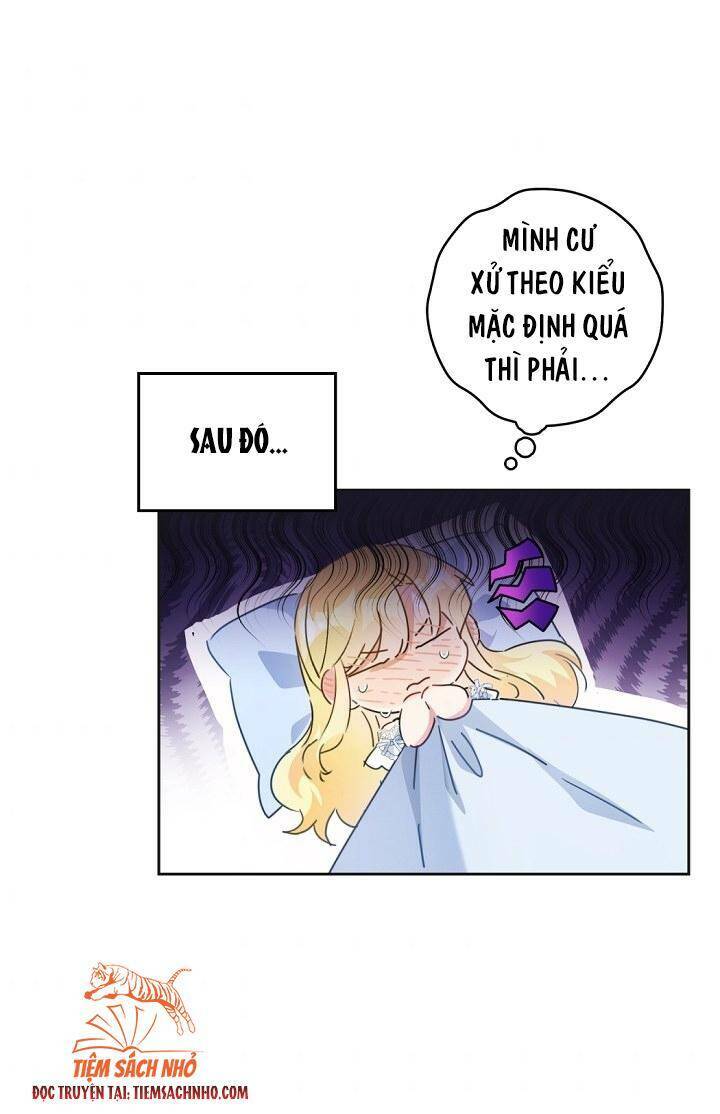 MÌNH CƯ
XỬ THEO KIỂU
MẶC ĐỊNH QUÁ
THÌ PHẢI...
SAU ĐÓ...
TIỆM SÁCH NHỎ
ĐỌC TRUYỆN TẠI: TIEMSACHNHO.COM